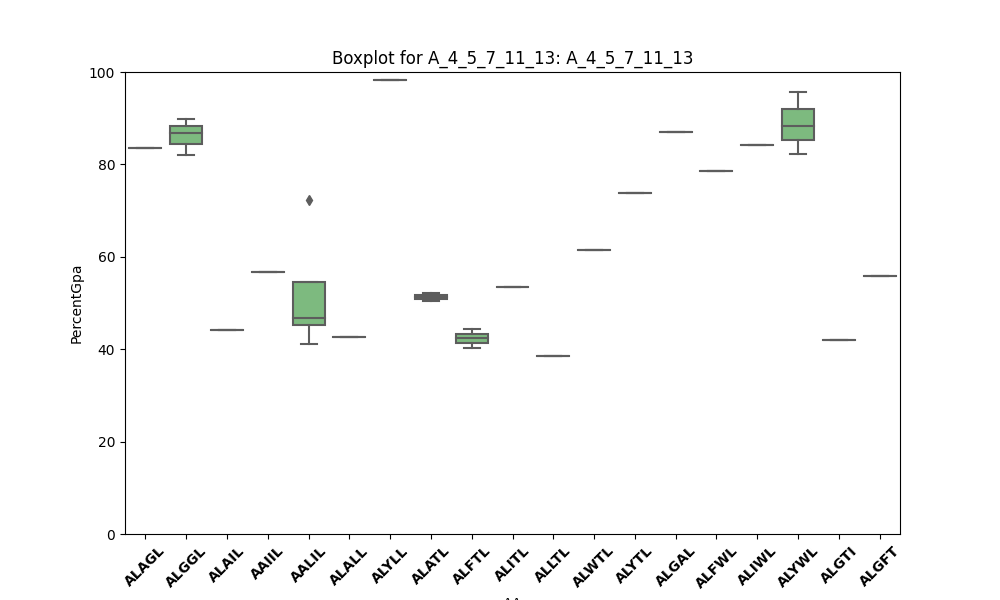 Boxplot for A_4_5_7_11_13: A_4_5_7_11_13
100
80
60
40
20
0
PercentGpa
ALAGL ALGGL ALAIL AAIIL AALIL ALALL ALYLL ALATL ALFTL ALITL ALLTL ALWTL ALYTL ALGAL ALFWL ALIWL ALYWL ALGTI ALGFT